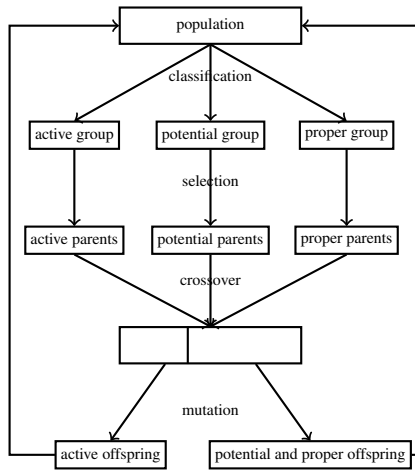 population
classification
active group
potential group
proper group
selection
active parents
potential parents
proper parents
crossover
mutation
active offspring
potential and proper offspring